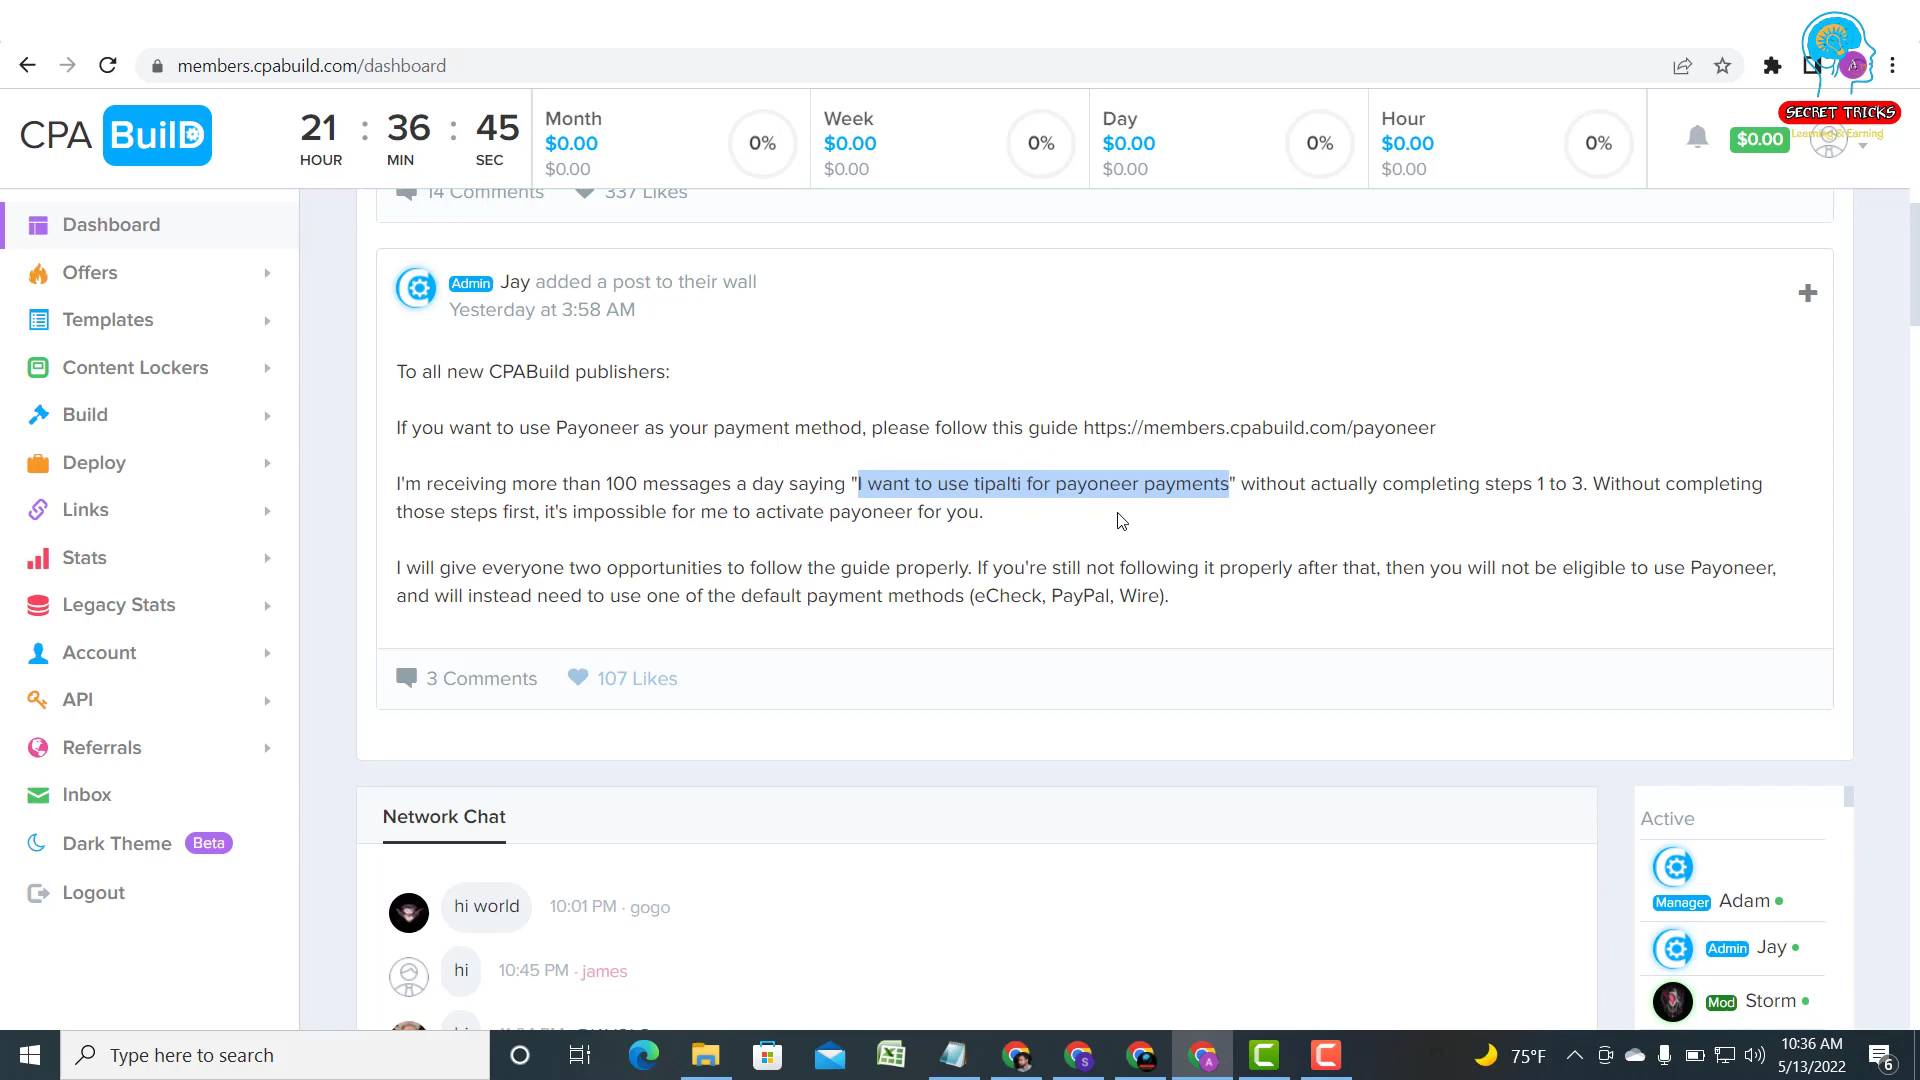 members.cpabuild.com/dashboard
SECRET TRICKS
Learning & Earning
CPA BuilD
21 : 36 : 45
HOUR MIN SEC
Month
$0.00
$0.00
0%
Week
$0.00
$0.00
0%
Day
$0.00
$0.00
0%
Hour
$0.00
$0.00
0%
$0.00
Dashboard
Offers
Templates
Content Lockers
Build
Deploy
Links
Stats
Legacy Stats
Account
API
Referrals
Inbox
Dark Theme Beta
Logout
14 Comments 337 Likes
Admin Jay added a post to their wall
Yesterday at 3:58 AM
To all new CPABuild publishers:
If you want to use Payoneer as your payment method, please follow this guide https://members.cpabuild.com/payoneer
I'm receiving more than 100 messages a day saying "I want to use tipalti for payoneer payments" without actually completing steps 1 to 3. Without completing
those steps first, it's impossible for me to activate payoneer for you.
I will give everyone two opportunities to follow the guide properly. If you're still not following it properly after that, then you will not be eligible to use Payoneer,
and will instead need to use one of the default payment methods (eCheck, PayPal, Wire).
3 Comments 107 Likes
Network Chat
hi world 10:01 PM · gogo
hi 10:45 PM · james
Active
Manager Adam
Admin Jay
Mod Storm
Type here to search
75°F
10:36 AM
5/13/2022
6